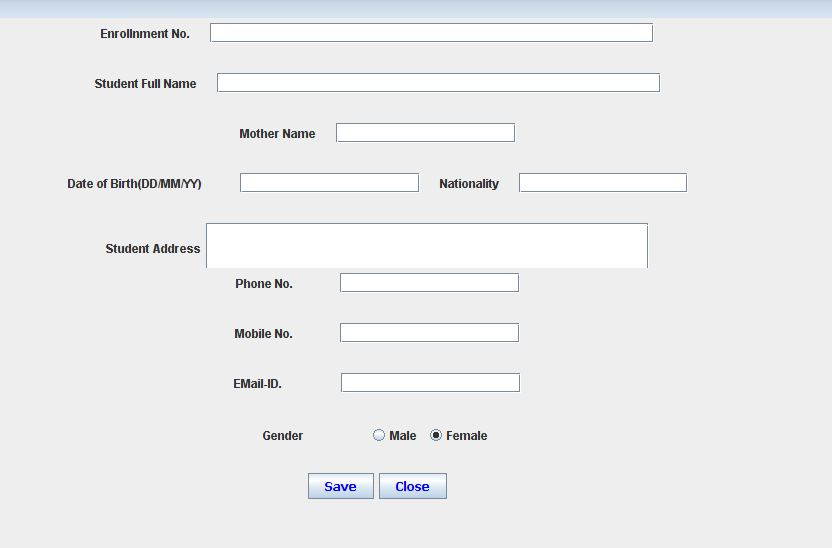 Enrollnment No.
Student Full Name
Mother Name
Date of Birth(DD/MM/YY) Nationality
Student Address
Phone No.
Mobile No.
EMail-ID.
Gender Male Female
Save Close